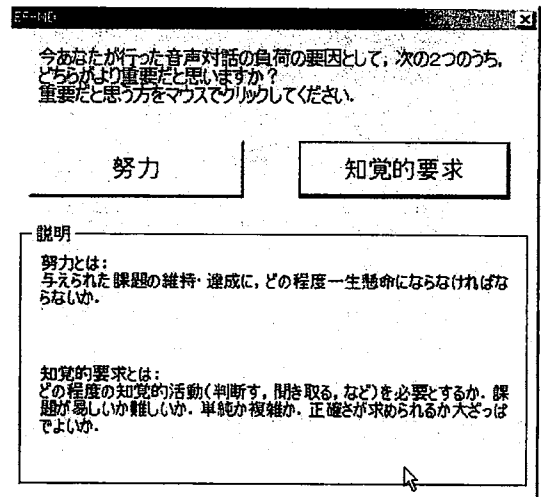 EF-ND
今あなたが行った音声対話の負荷の要因として，次の2つのうち，
どちらがより重要だと思いますか？
重要だと思う方をマウスでクリックしてください．
努力
知覚的要求
説明
努力とは：
与えられた課題の維持・達成に，どの程度一生懸命にならなければな
らないか．
知覚的要求とは：
どの程度の知覚的活動（判断す，聞き取る，など）を必要とするか．課
題が易しいか難しいか．単純か複雑か．正確さが求められるか大ざっぱ
でよいか．